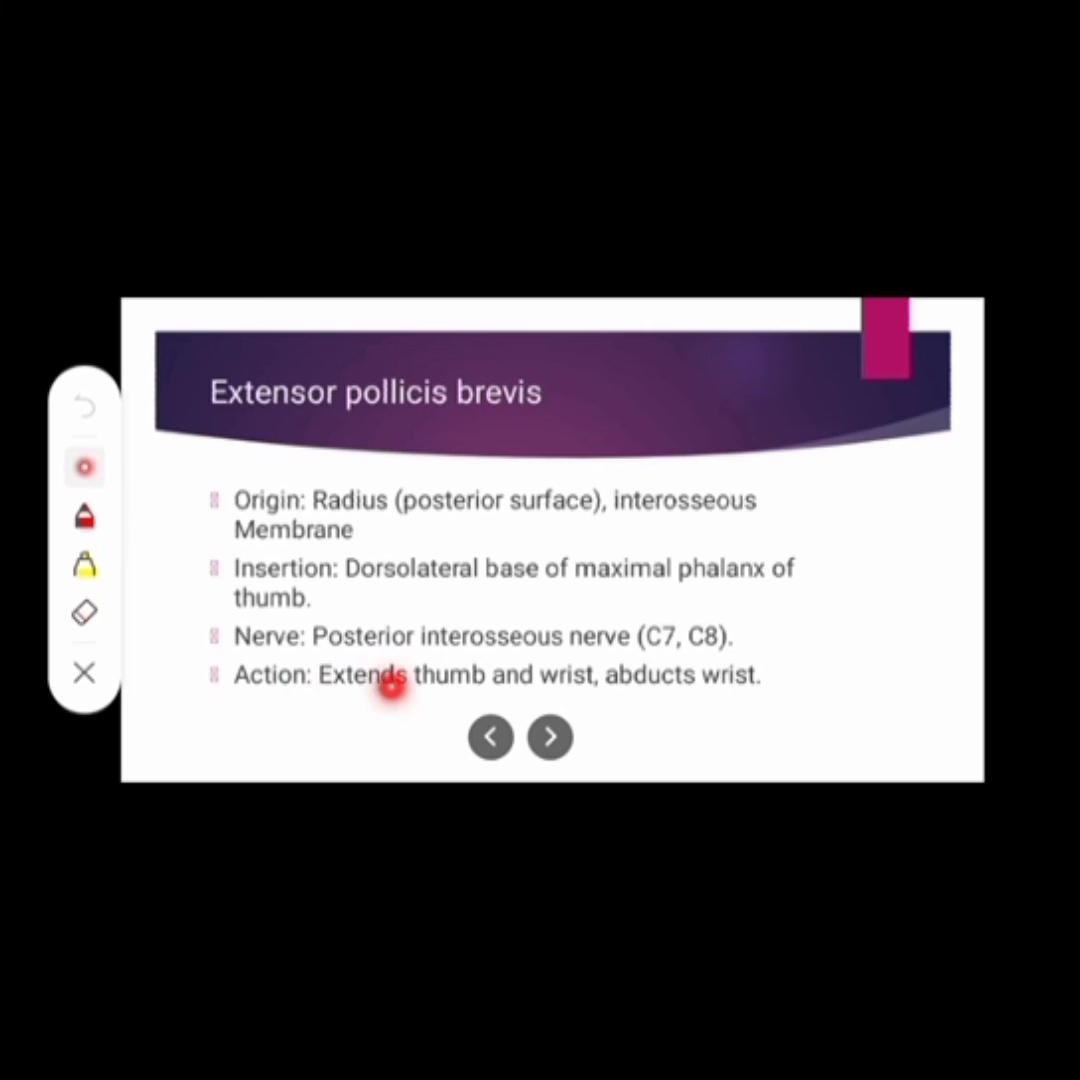 Extensor pollicis brevis
Origin: Radius (posterior surface), interosseous
Membrane
Insertion: Dorsolateral base of maximal phalanx of
thumb.
Nerve: Posterior interosseous nerve (C7, C8).
Action: Extends thumb and wrist, abducts wrist.